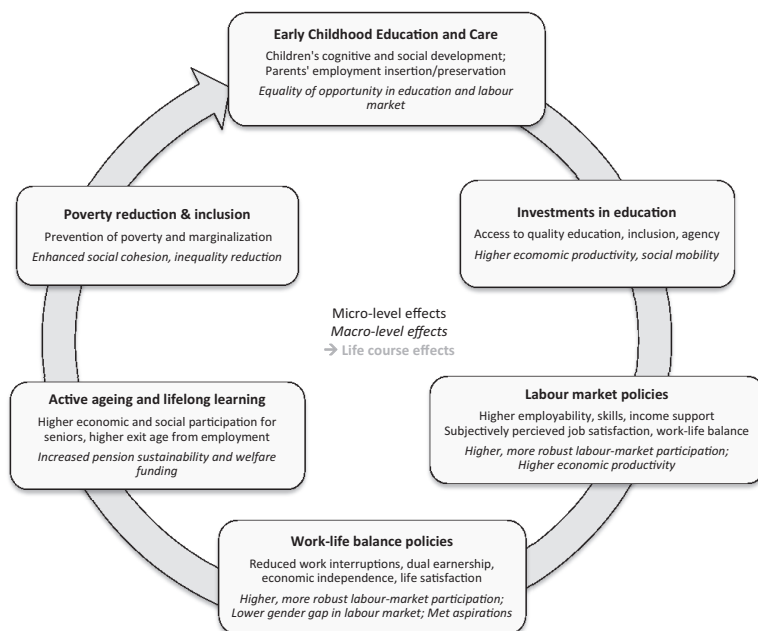 Early Childhood Education and Care
Children's cognitive and social development;
Parents' employment insertion/preservation
Equality of opportunity in education and labour
market
Investments in education
Access to quality education, inclusion, agency
Higher economic productivity, social mobility
Labour market policies
Higher employability, skills, income support
Subjectively percieved job satisfaction, work-life balance
Higher, more robust labour-market participation;
Higher economic productivity
Work-life balance policies
Reduced work interruptions, dual earnership,
economic independence, life satisfaction
Higher, more robust labour-market participation;
Lower gender gap in labour market; Met aspirations
Active ageing and lifelong learning
Higher economic and social participation for
seniors, higher exit age from employment
Increased pension sustainability and welfare
funding
Poverty reduction & inclusion
Prevention of poverty and marginalization
Enhanced social cohesion, inequality reduction
Micro-level effects
Macro-level effects
→ Life course effects